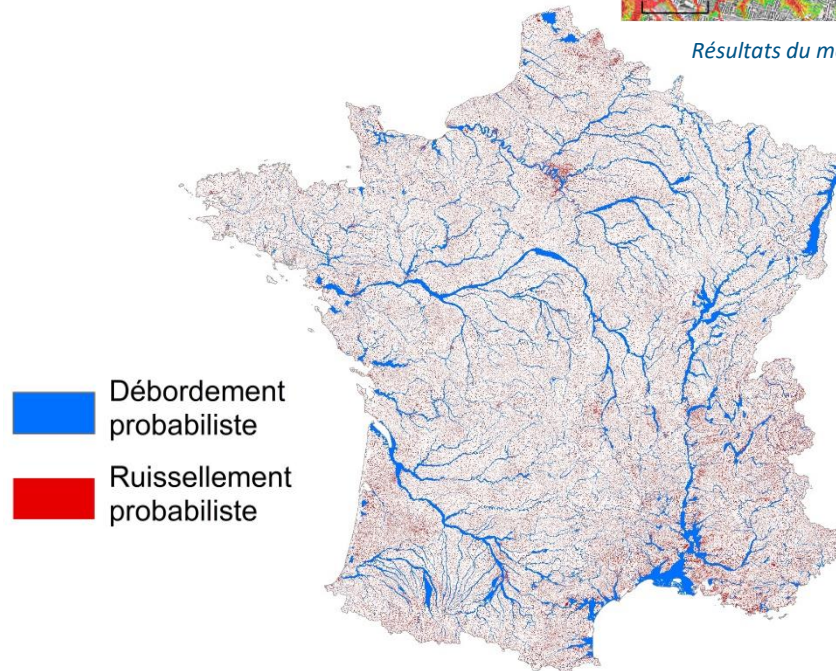 Résultats du m
Débordement
probabiliste
Ruissellement
probabiliste